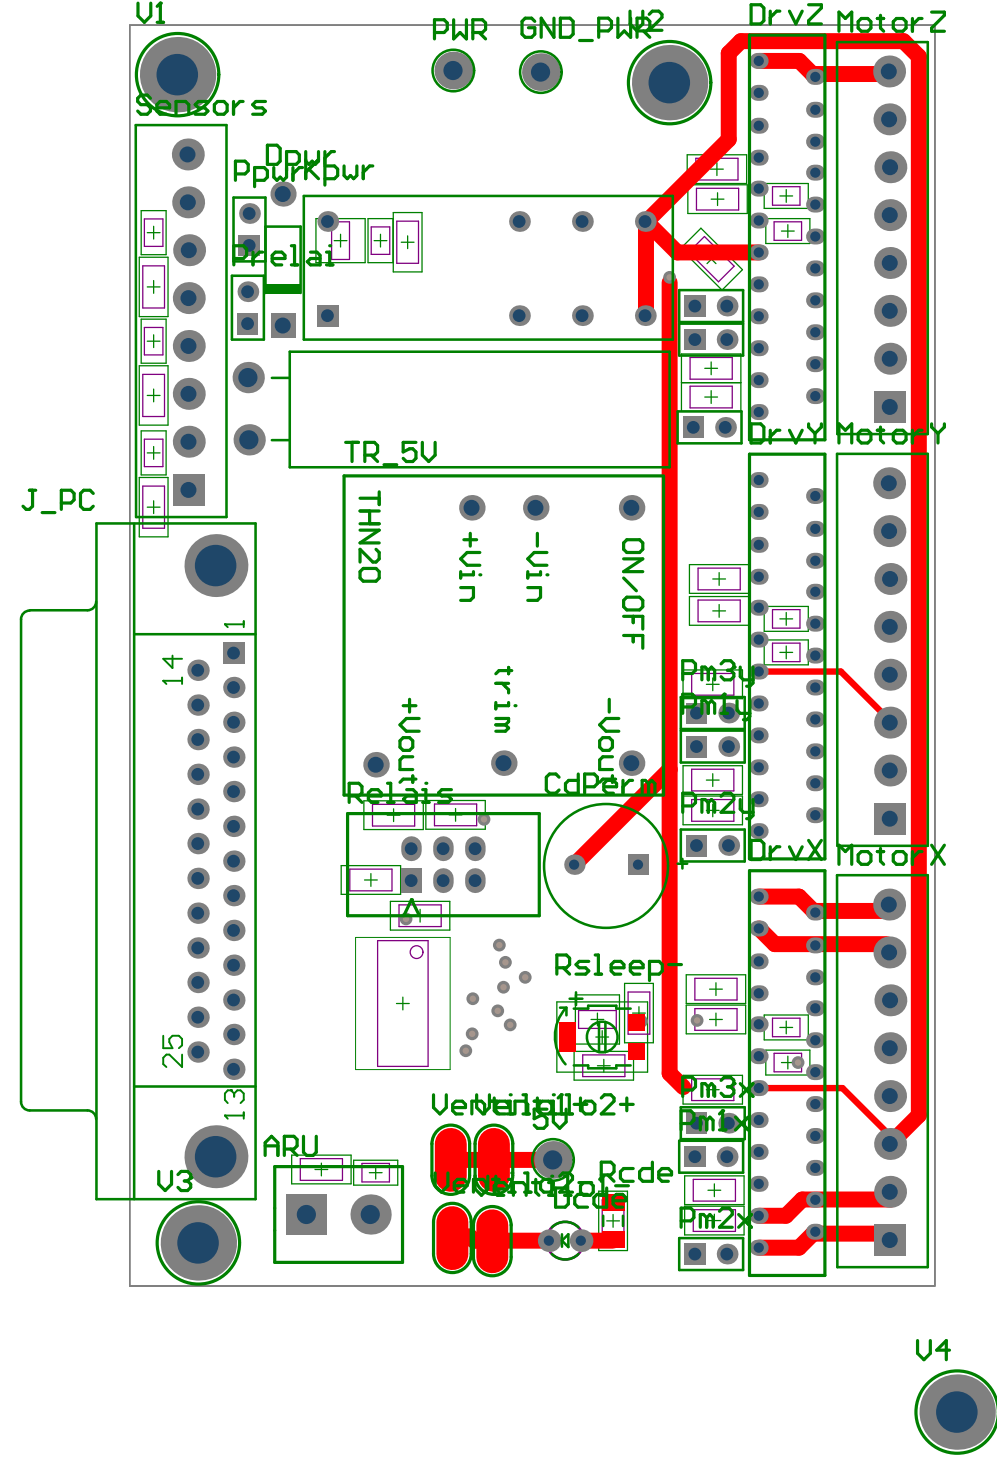 V1
PWR
GND_PWR
V2
DrvZ
MotorZ
Sensors
Dpwr
Ppwr
Kpwr
Prelai
DrvY
MotorY
TR_5V
J_PC
THN20
+Vin
-Vin
ON/OFF
1
14
trim
+Vout
-Vout
Pm3y
Pm1y
CdPerm
Relais
Pm2y
DrvX
MotorX
+
Rsleep-
+
25
13
Pm3x
Ventilo2+
5V
Pm1x
ARU
V3
Rcde
Dcde
Pm2x
V4